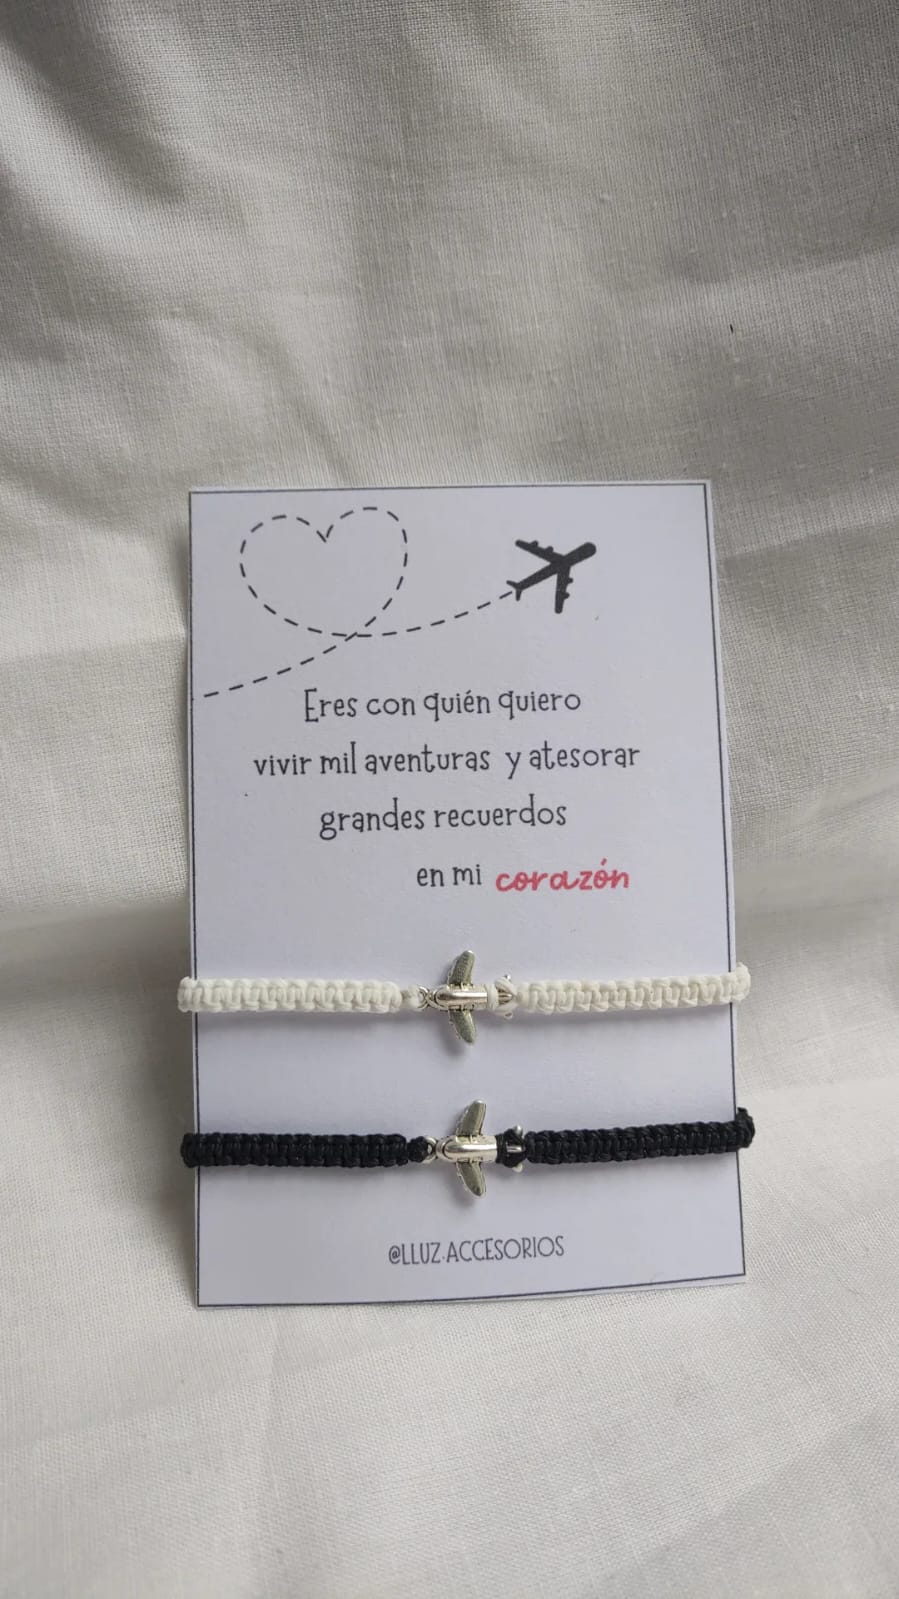 Eres con quién quiero
vivir mil aventuras y atesorar
grandes recuerdos
en mi corazón
@LLUZ.ACCESORIOS